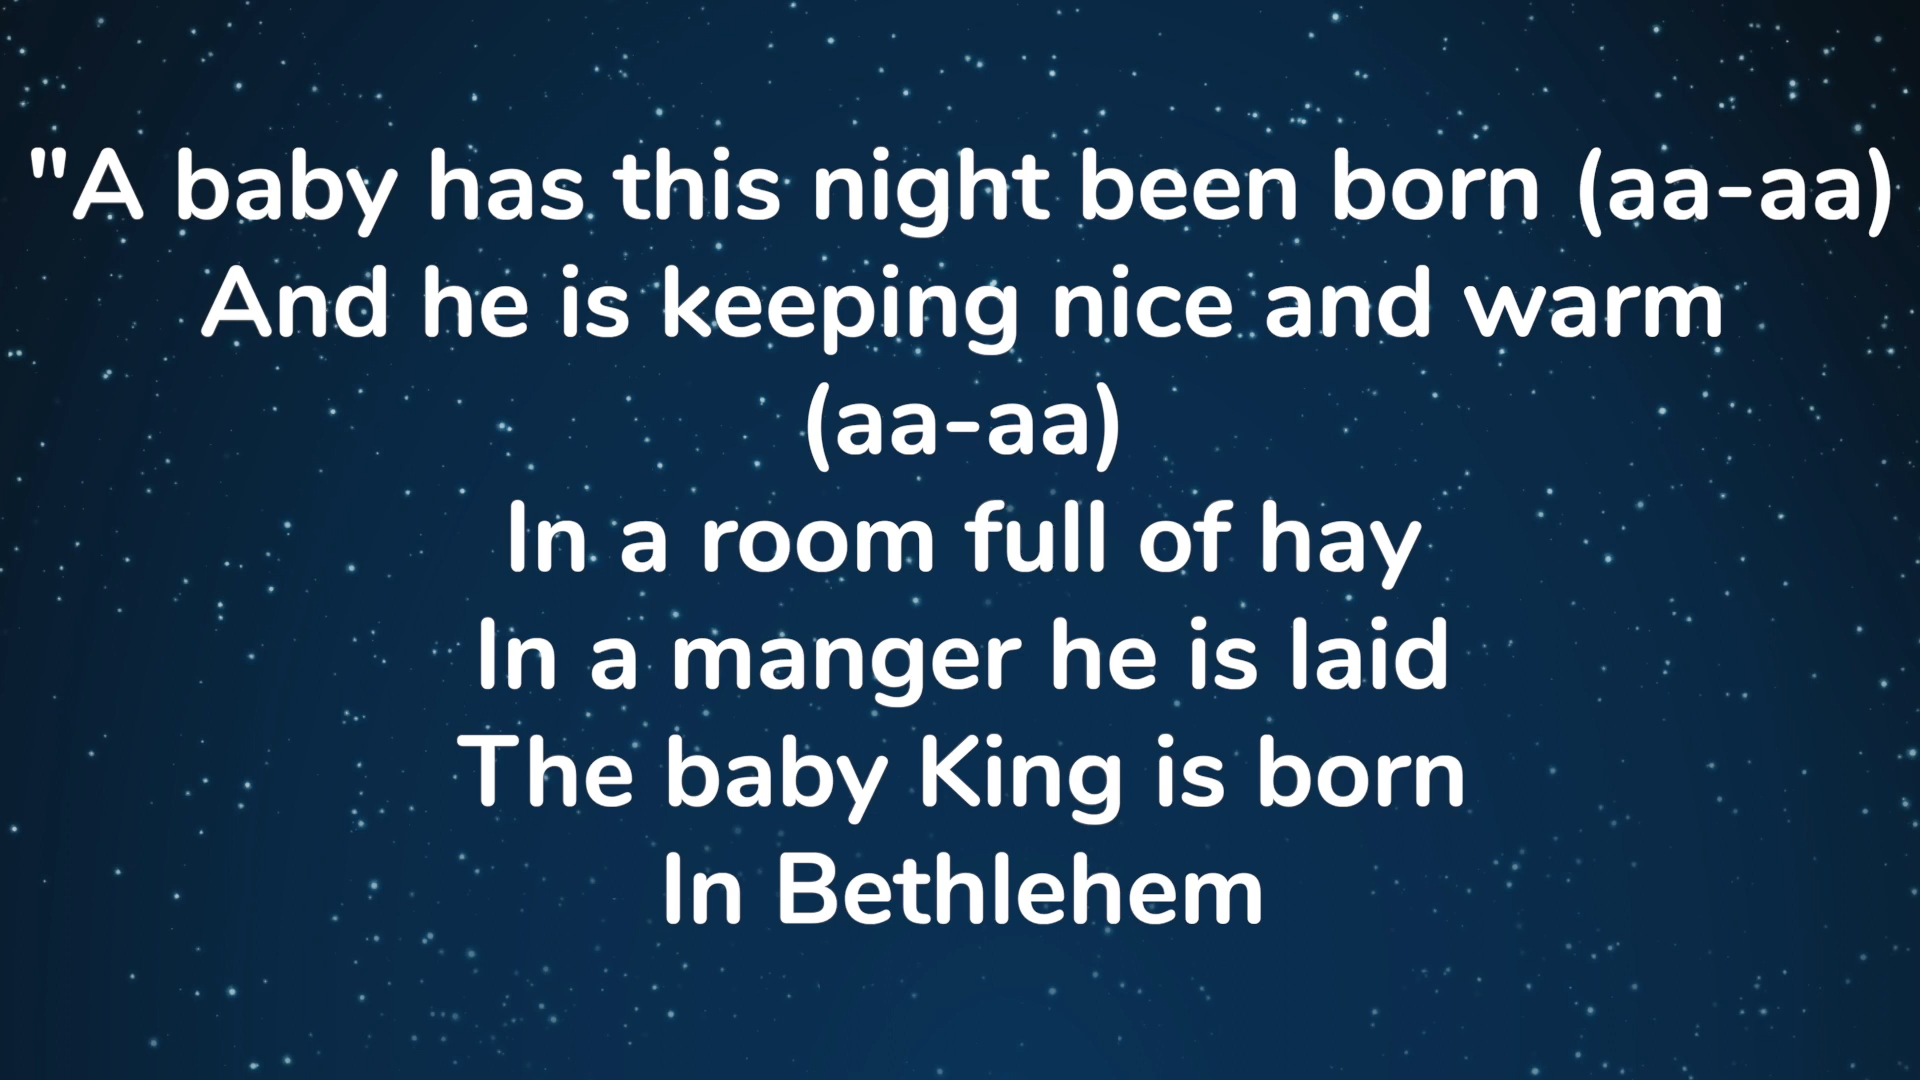 "A baby has this night been born (aa-aa)
And he is keeping nice and warm
(aa-aa)
In a room full of hay
In a manger he is laid
The baby King is born
In Bethlehem